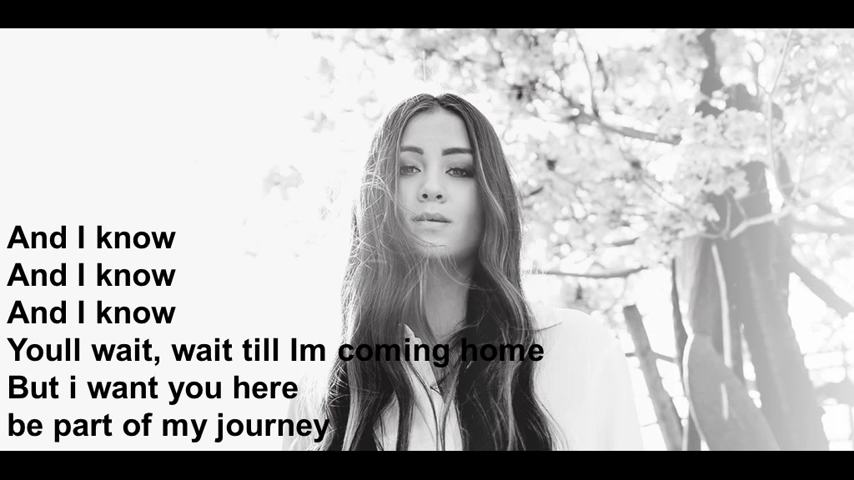 And I know
And I know
And I know
Youll wait, wait till Im coming home
But i want you here
be part of my journey